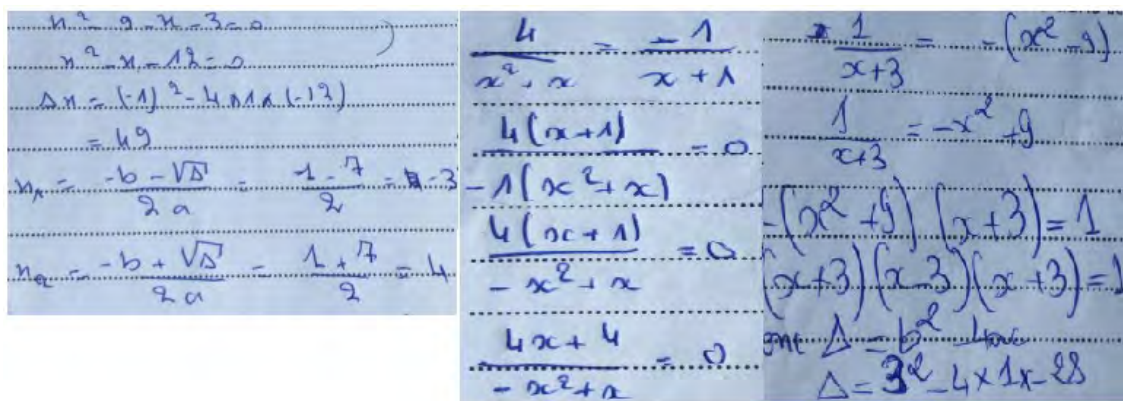 x² - 9 - x - 3 = 0
x² - x - 12 = 0
Δx = (-1)² - 4 x 1 x (-12)
= 49
x₁ = (-b - √Δ)/(2a) = (1 - 7)/2 = -3
x₂ = (-b + √Δ)/(2a) = (1 + 7)/2 = 4
4/(x² + x) = -1/(x + 1)
4(x+1)/(-1(x² + x)) = 0
4(x+1)/(-x² + x) = 0
(4x + 4)/(-x² + x) = 0
1/(x+3) = -(x² - 9)
1/(x+3) = -x² + 9
-(x² + 9) (x + 3) = 1
(x+3)(x-3)(x+3) = 1
Δ = b² - 4ac
Δ = 3² - 4 x 1 x - 28